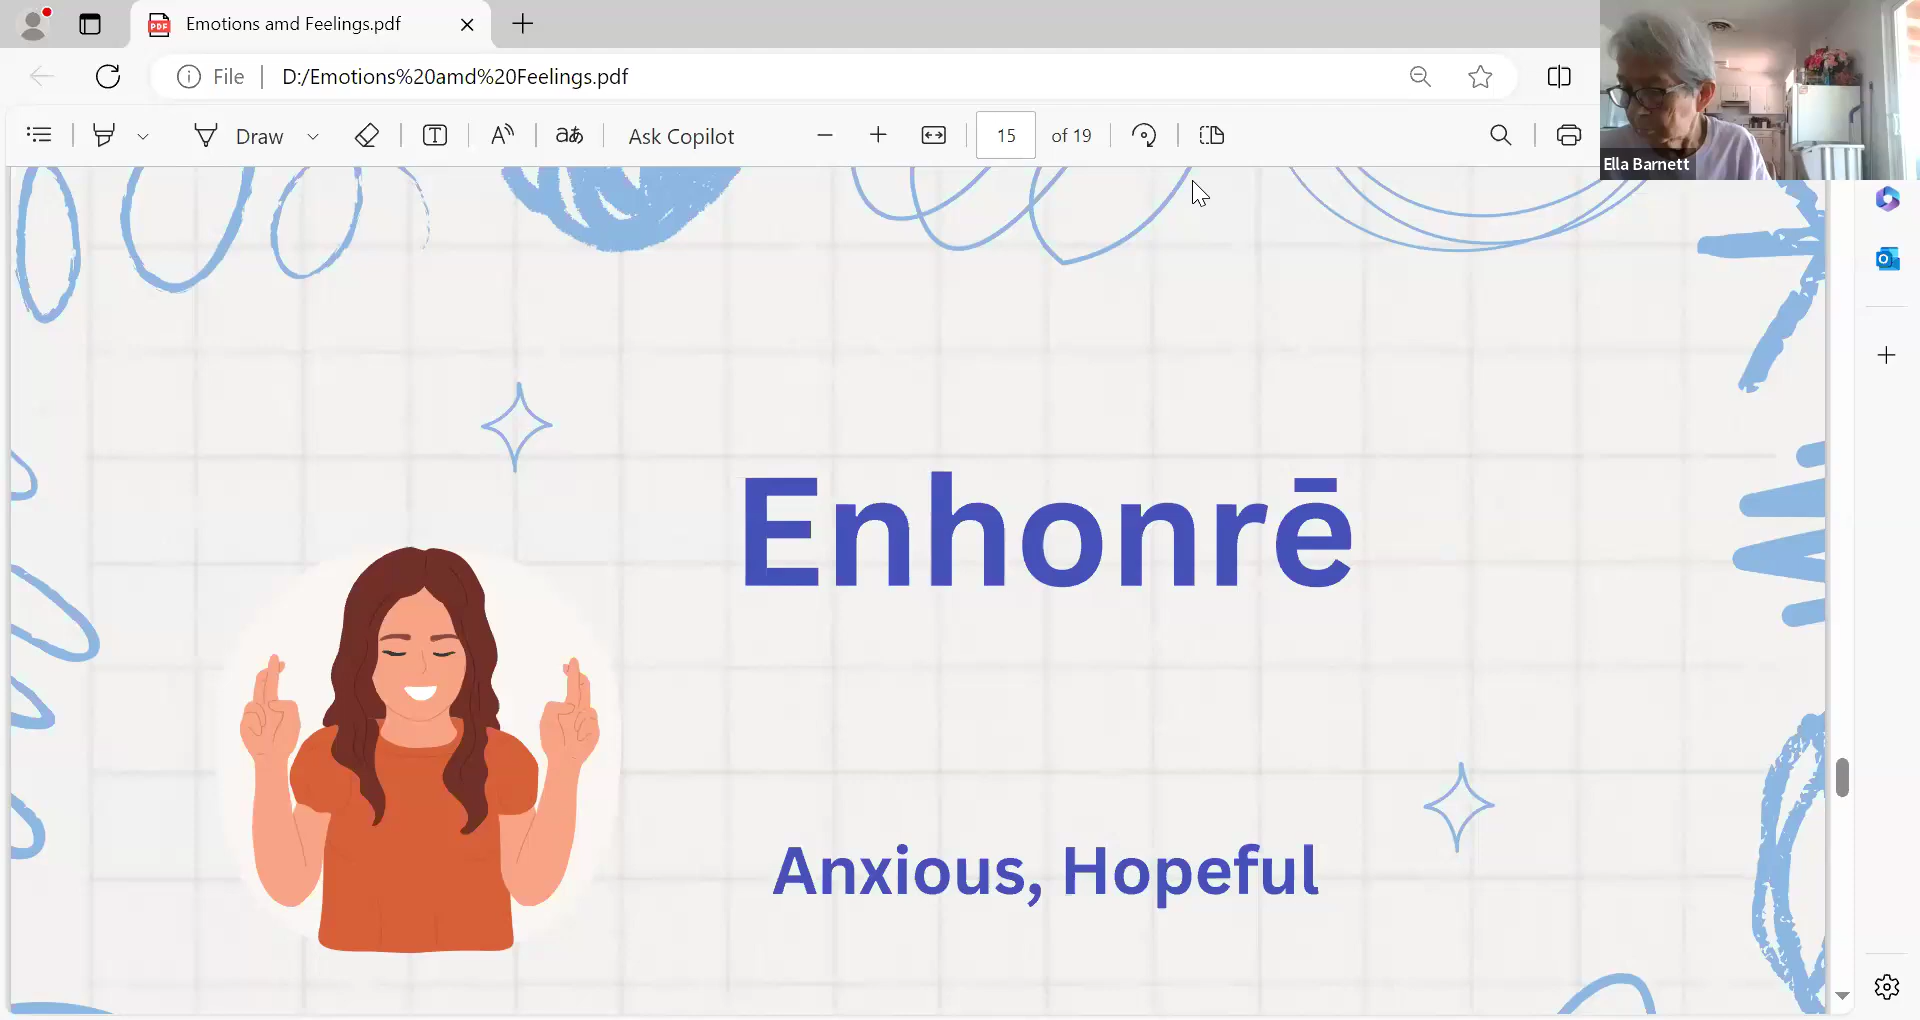 Emotions amd Feelings.pdf
File
D:/Emotions%20amd%20Feelings.pdf
Draw
Ask Copilot
15 of 19
Ella Barnett
Enhonrē
Anxious, Hopeful